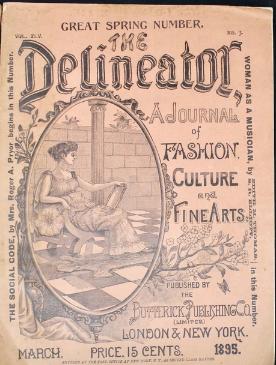 GREAT SPRING NUMBER.
VOL. XLV.
NO. 3.
THE
Delineator,
A JOURNAL
of
FASHION,
CULTURE
and
FINE ARTS.
PUBLISHED BY
THE
BUTTERICK PUBLISHING CO.
(LIMITED)
LONDON & NEW YORK.
MARCH.
PRICE, 15 CENTS.
1895.
THE SOCIAL CODE, by Mrs. Roger A. Pryor begins in this Number.
WOMAN AS A MUSICIAN, by
in this Number.